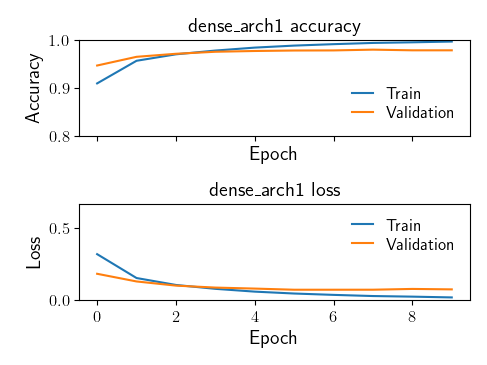 dense_arch1 accuracy
1.0
0.9
0.8
Accuracy
Train
Validation
Epoch
dense_arch1 loss
0.5
0.0
Loss
Train
Validation
0 2 4 6 8
Epoch